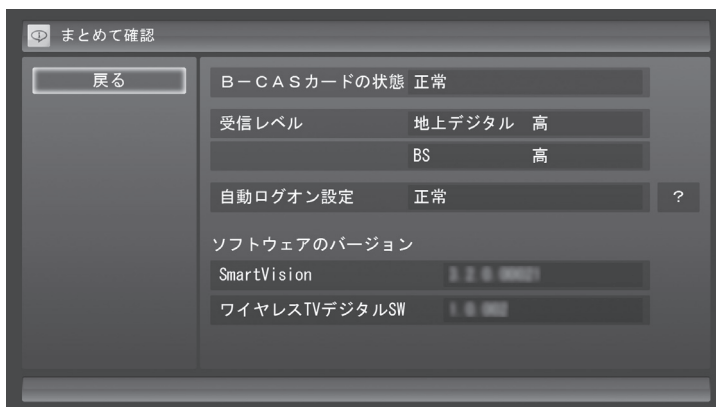 まとめて確認
戻る
B－CASカードの状態 正常
受信レベル 地上デジタル 高
BS 高
自動ログオン設定 正常 ?
ソフトウェアのバージョン
SmartVision
ワイヤレスTVデジタルSW